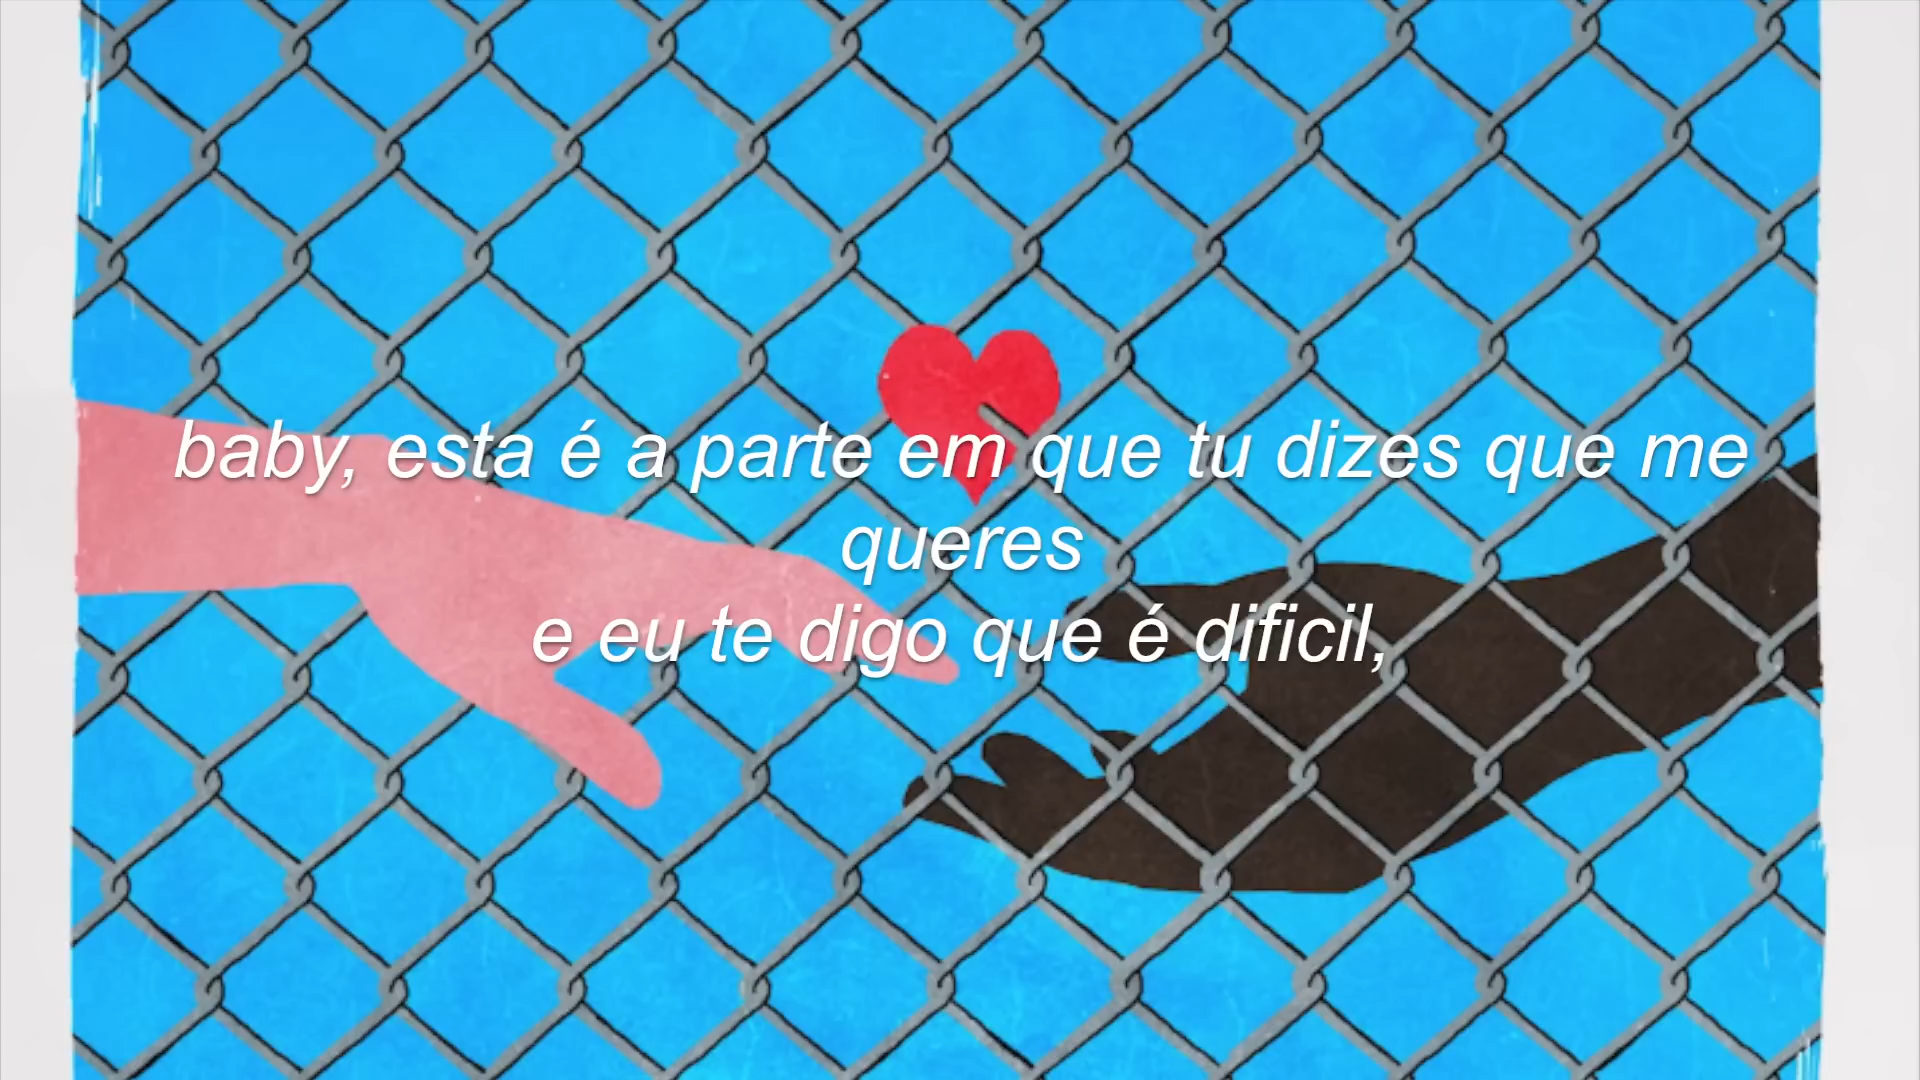 baby, esta é a parte em que tu dizes que me
queres
e eu te digo que é dificil,